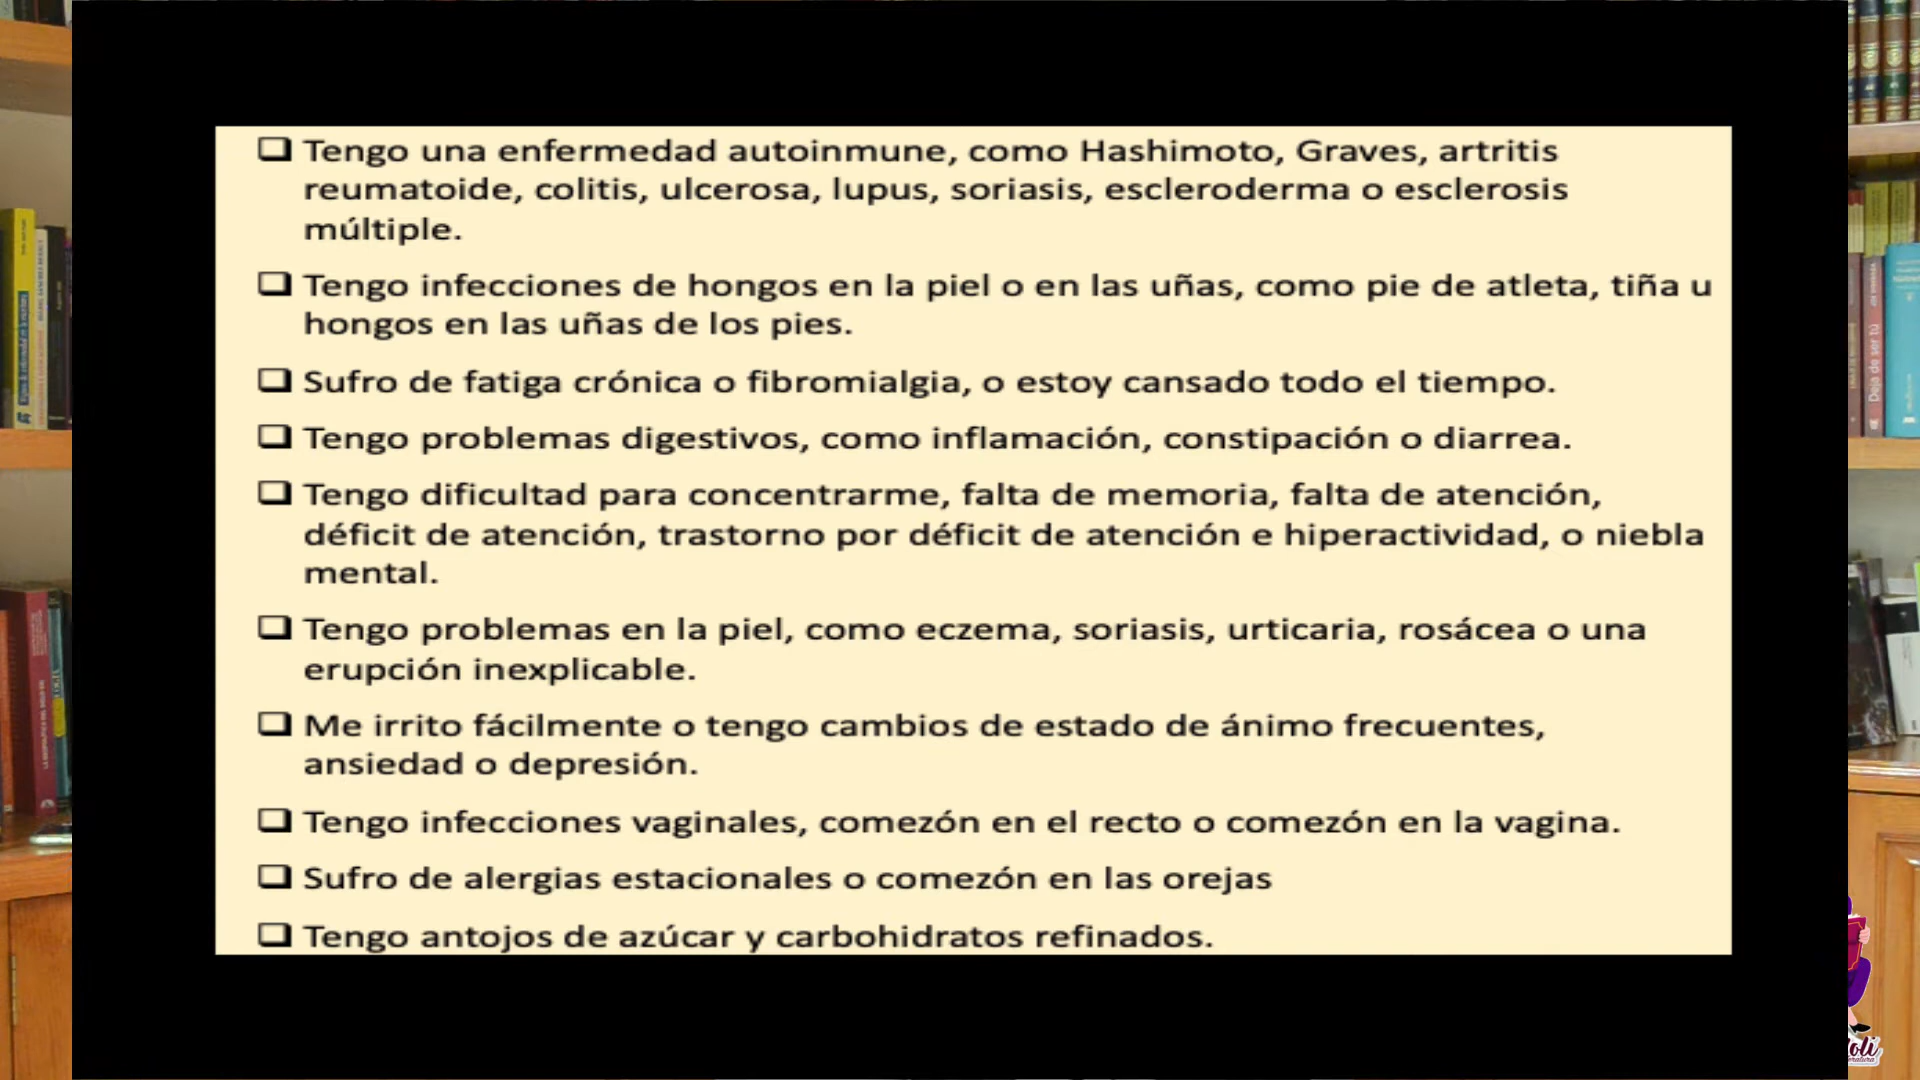 Tengo una enfermedad autoinmune, como Hashimoto, Graves, artritis
reumatoide, colitis, ulcerosa, lupus, soriasis, escleroderma o esclerosis
múltiple.
Tengo infecciones de hongos en la piel o en las uñas, como pie de atleta, tiña u
hongos en las uñas de los pies.
Sufro de fatiga crónica o fibromialgia, o estoy cansado todo el tiempo.
Tengo problemas digestivos, como inflamación, constipación o diarrea.
Tengo dificultad para concentrarme, falta de memoria, falta de atención,
déficit de atención, trastorno por déficit de atención e hiperactividad, o niebla
mental.
Tengo problemas en la piel, como eczema, soriasis, urticaria, rosácea o una
erupción inexplicable.
Me irrito fácilmente o tengo cambios de estado de ánimo frecuentes,
ansiedad o depresión.
Tengo infecciones vaginales, comezón en el recto o comezón en la vagina.
Sufro de alergias estacionales o comezón en las orejas
Tengo antojos de azúcar y carbohidratos refinados.
Deja de ser tú